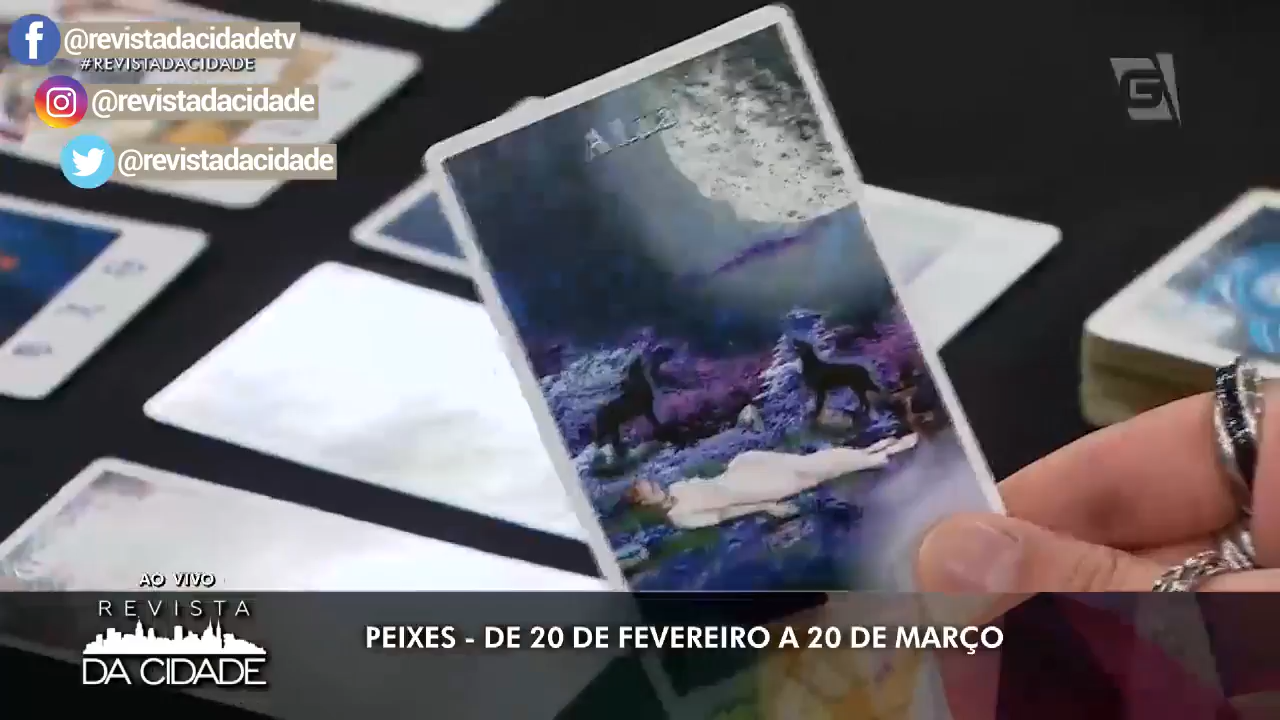 @revistadacidadetv
#REVISTADACIDADE
@revistadacidade
@revistadacidade
AO VIVO
REVISTA
DA CIDADE
PEIXES - DE 20 DE FEVEREIRO A 20 DE MARÇO